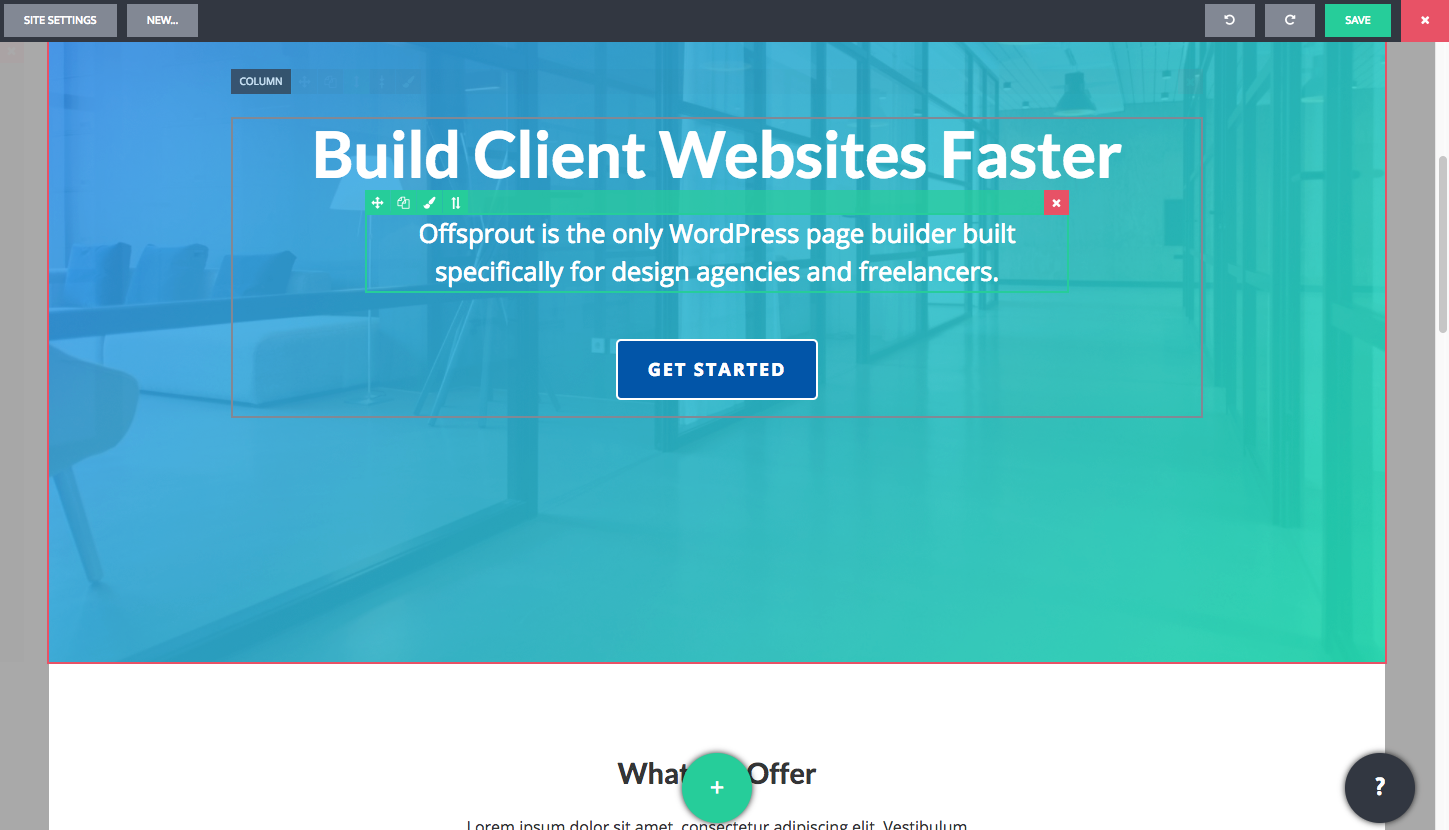 SITE SETTINGS
NEW...
SAVE
COLUMN
Build Client Websites Faster
Offsprout is the only WordPress page builder built
specifically for design agencies and freelancers.
GET STARTED
What Offer
+
?
Lorem ipsum dolor sit amet, consectetur adipiscing elit. Vestibulum